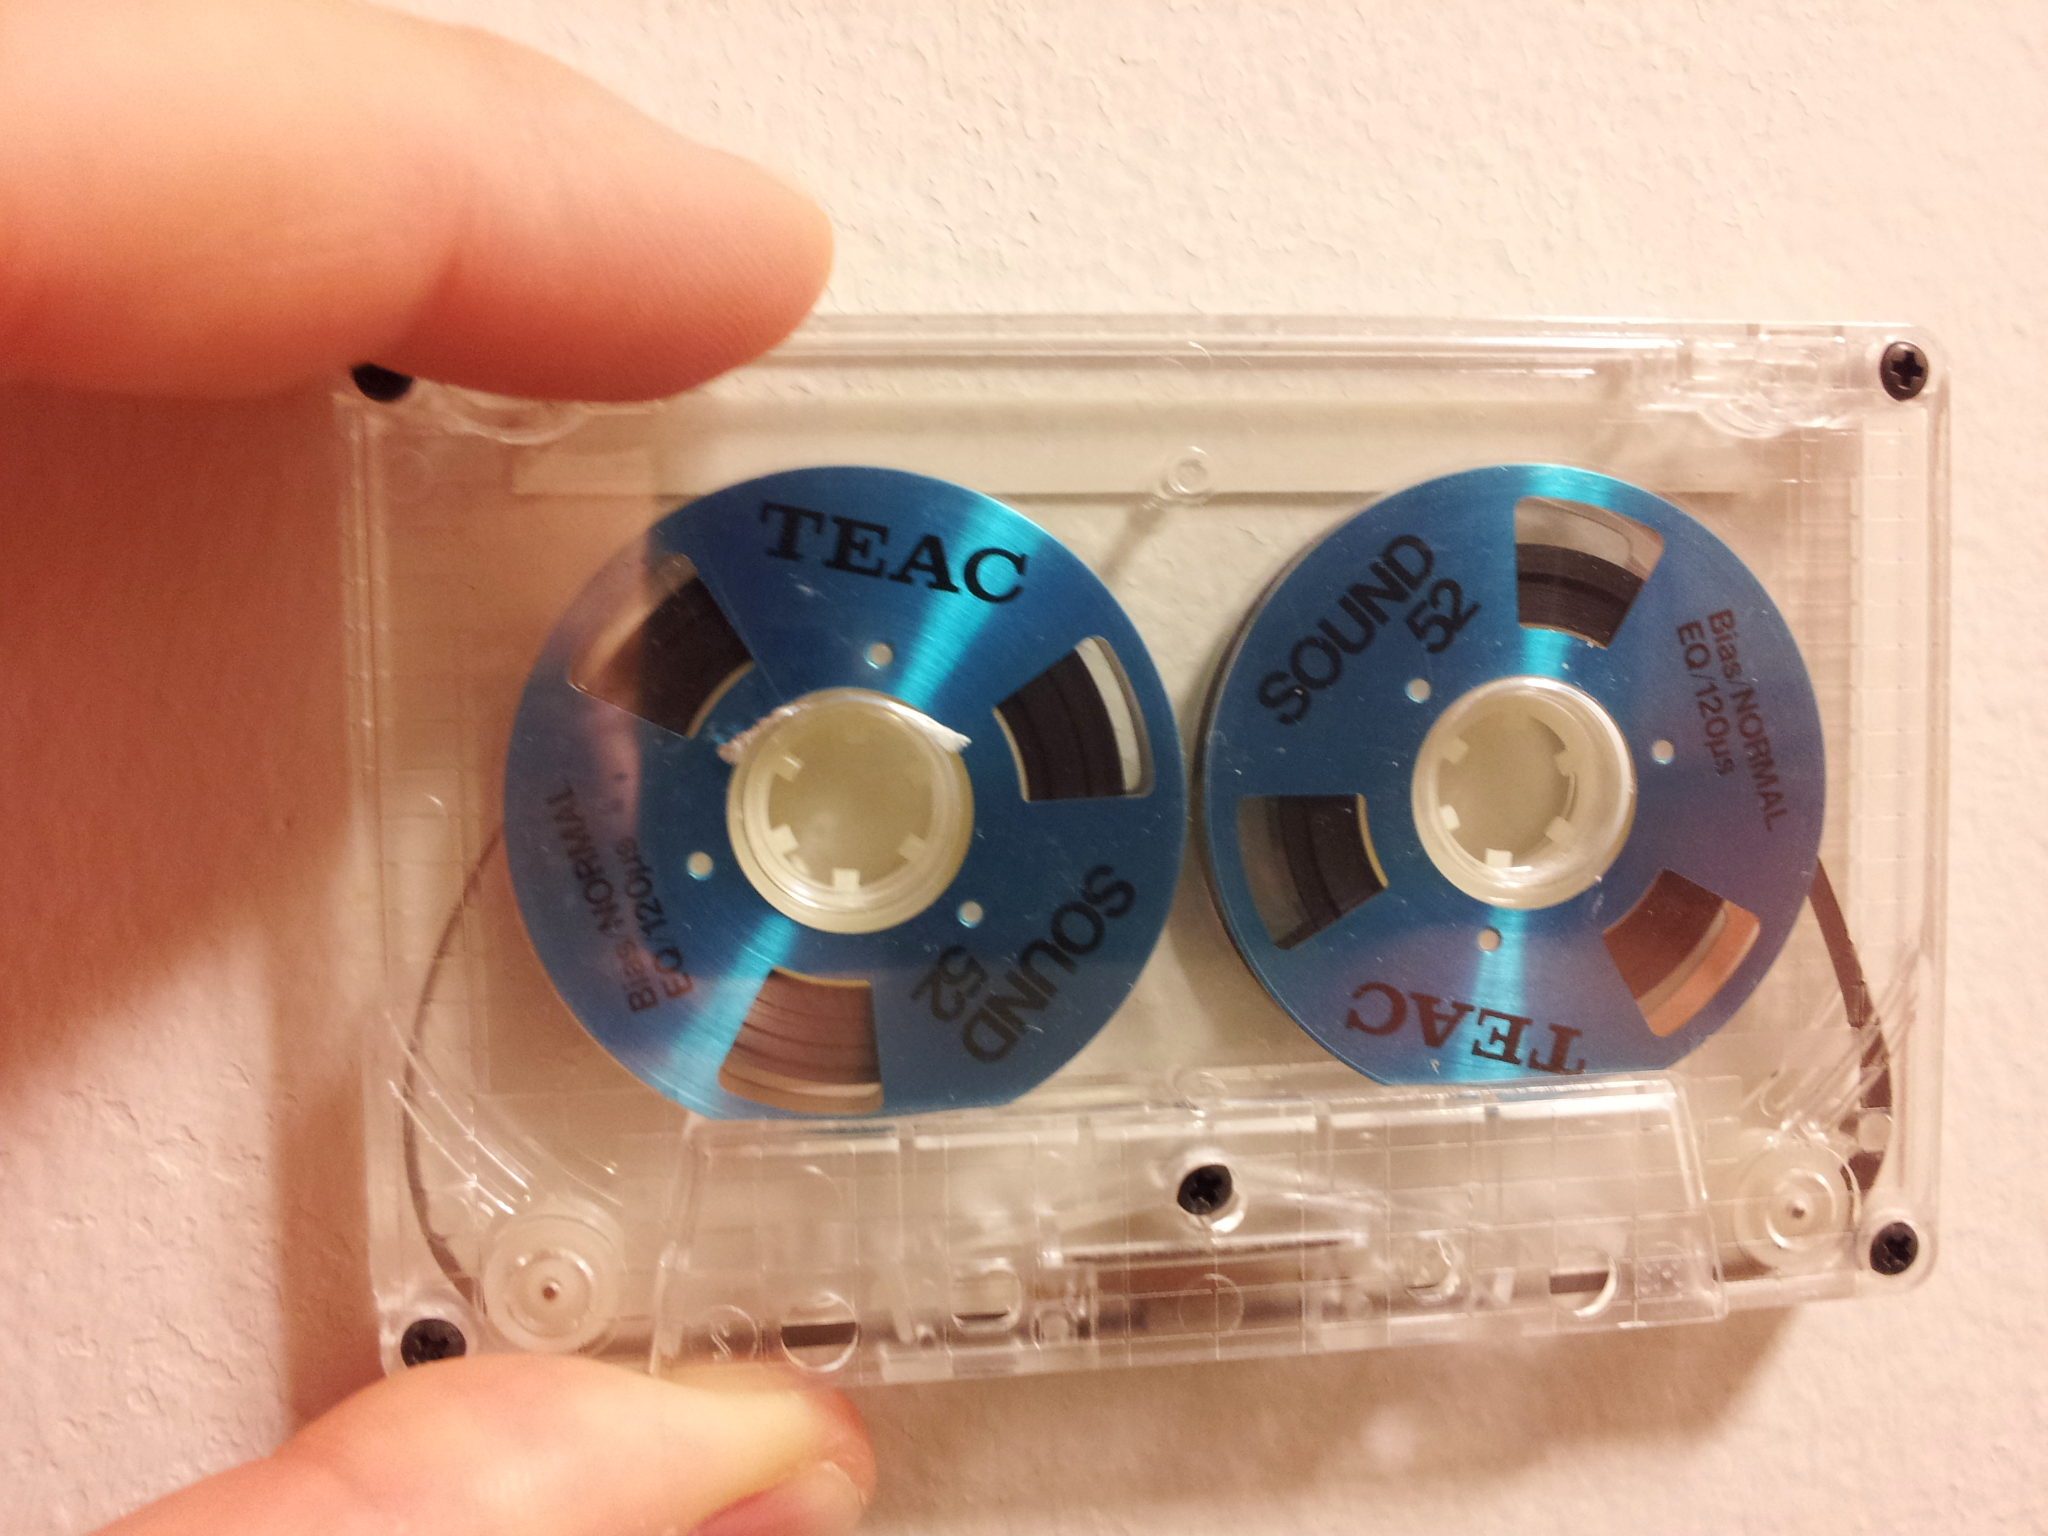 TEAC
SOUND
52
Bias/NORMAL
EQ/120μs
SOUND
52
Bias/NORMAL
EQ/120μs
TEAC